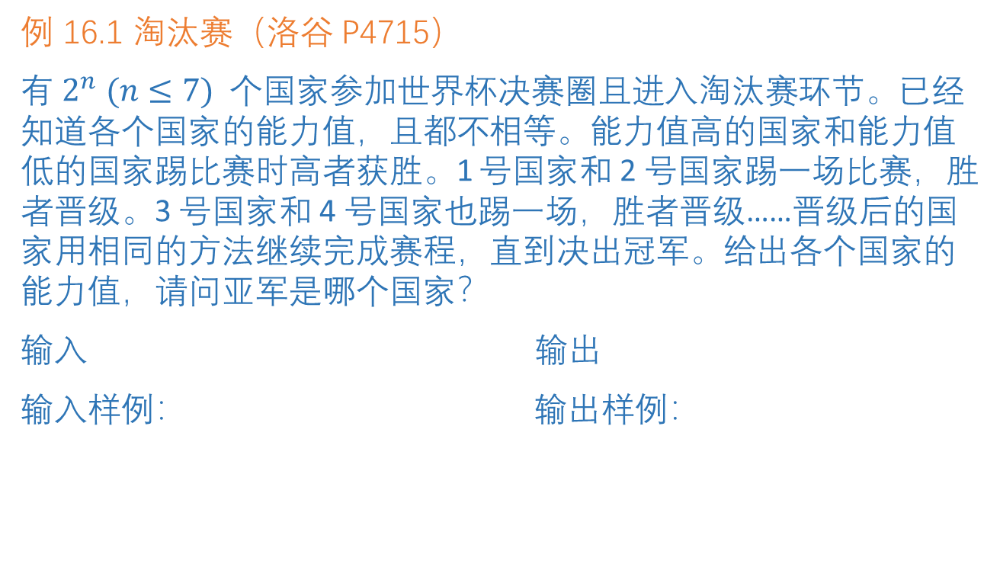 例 16.1 淘汰赛（洛谷 P4715）
有 2ⁿ (n ≤ 7) 个国家参加世界杯决赛圈且进入淘汰赛环节。已经
知道各个国家的能力值，且都不相等。能力值高的国家和能力值
低的国家踢比赛时高者获胜。1 号国家和 2 号国家踢一场比赛，胜
者晋级。3 号国家和 4 号国家也踢一场，胜者晋级……晋级后的国
家用相同的方法继续完成赛程，直到决出冠军。给出各个国家的
能力值，请问亚军是哪个国家？
输入
输出
输入样例：
输出样例：